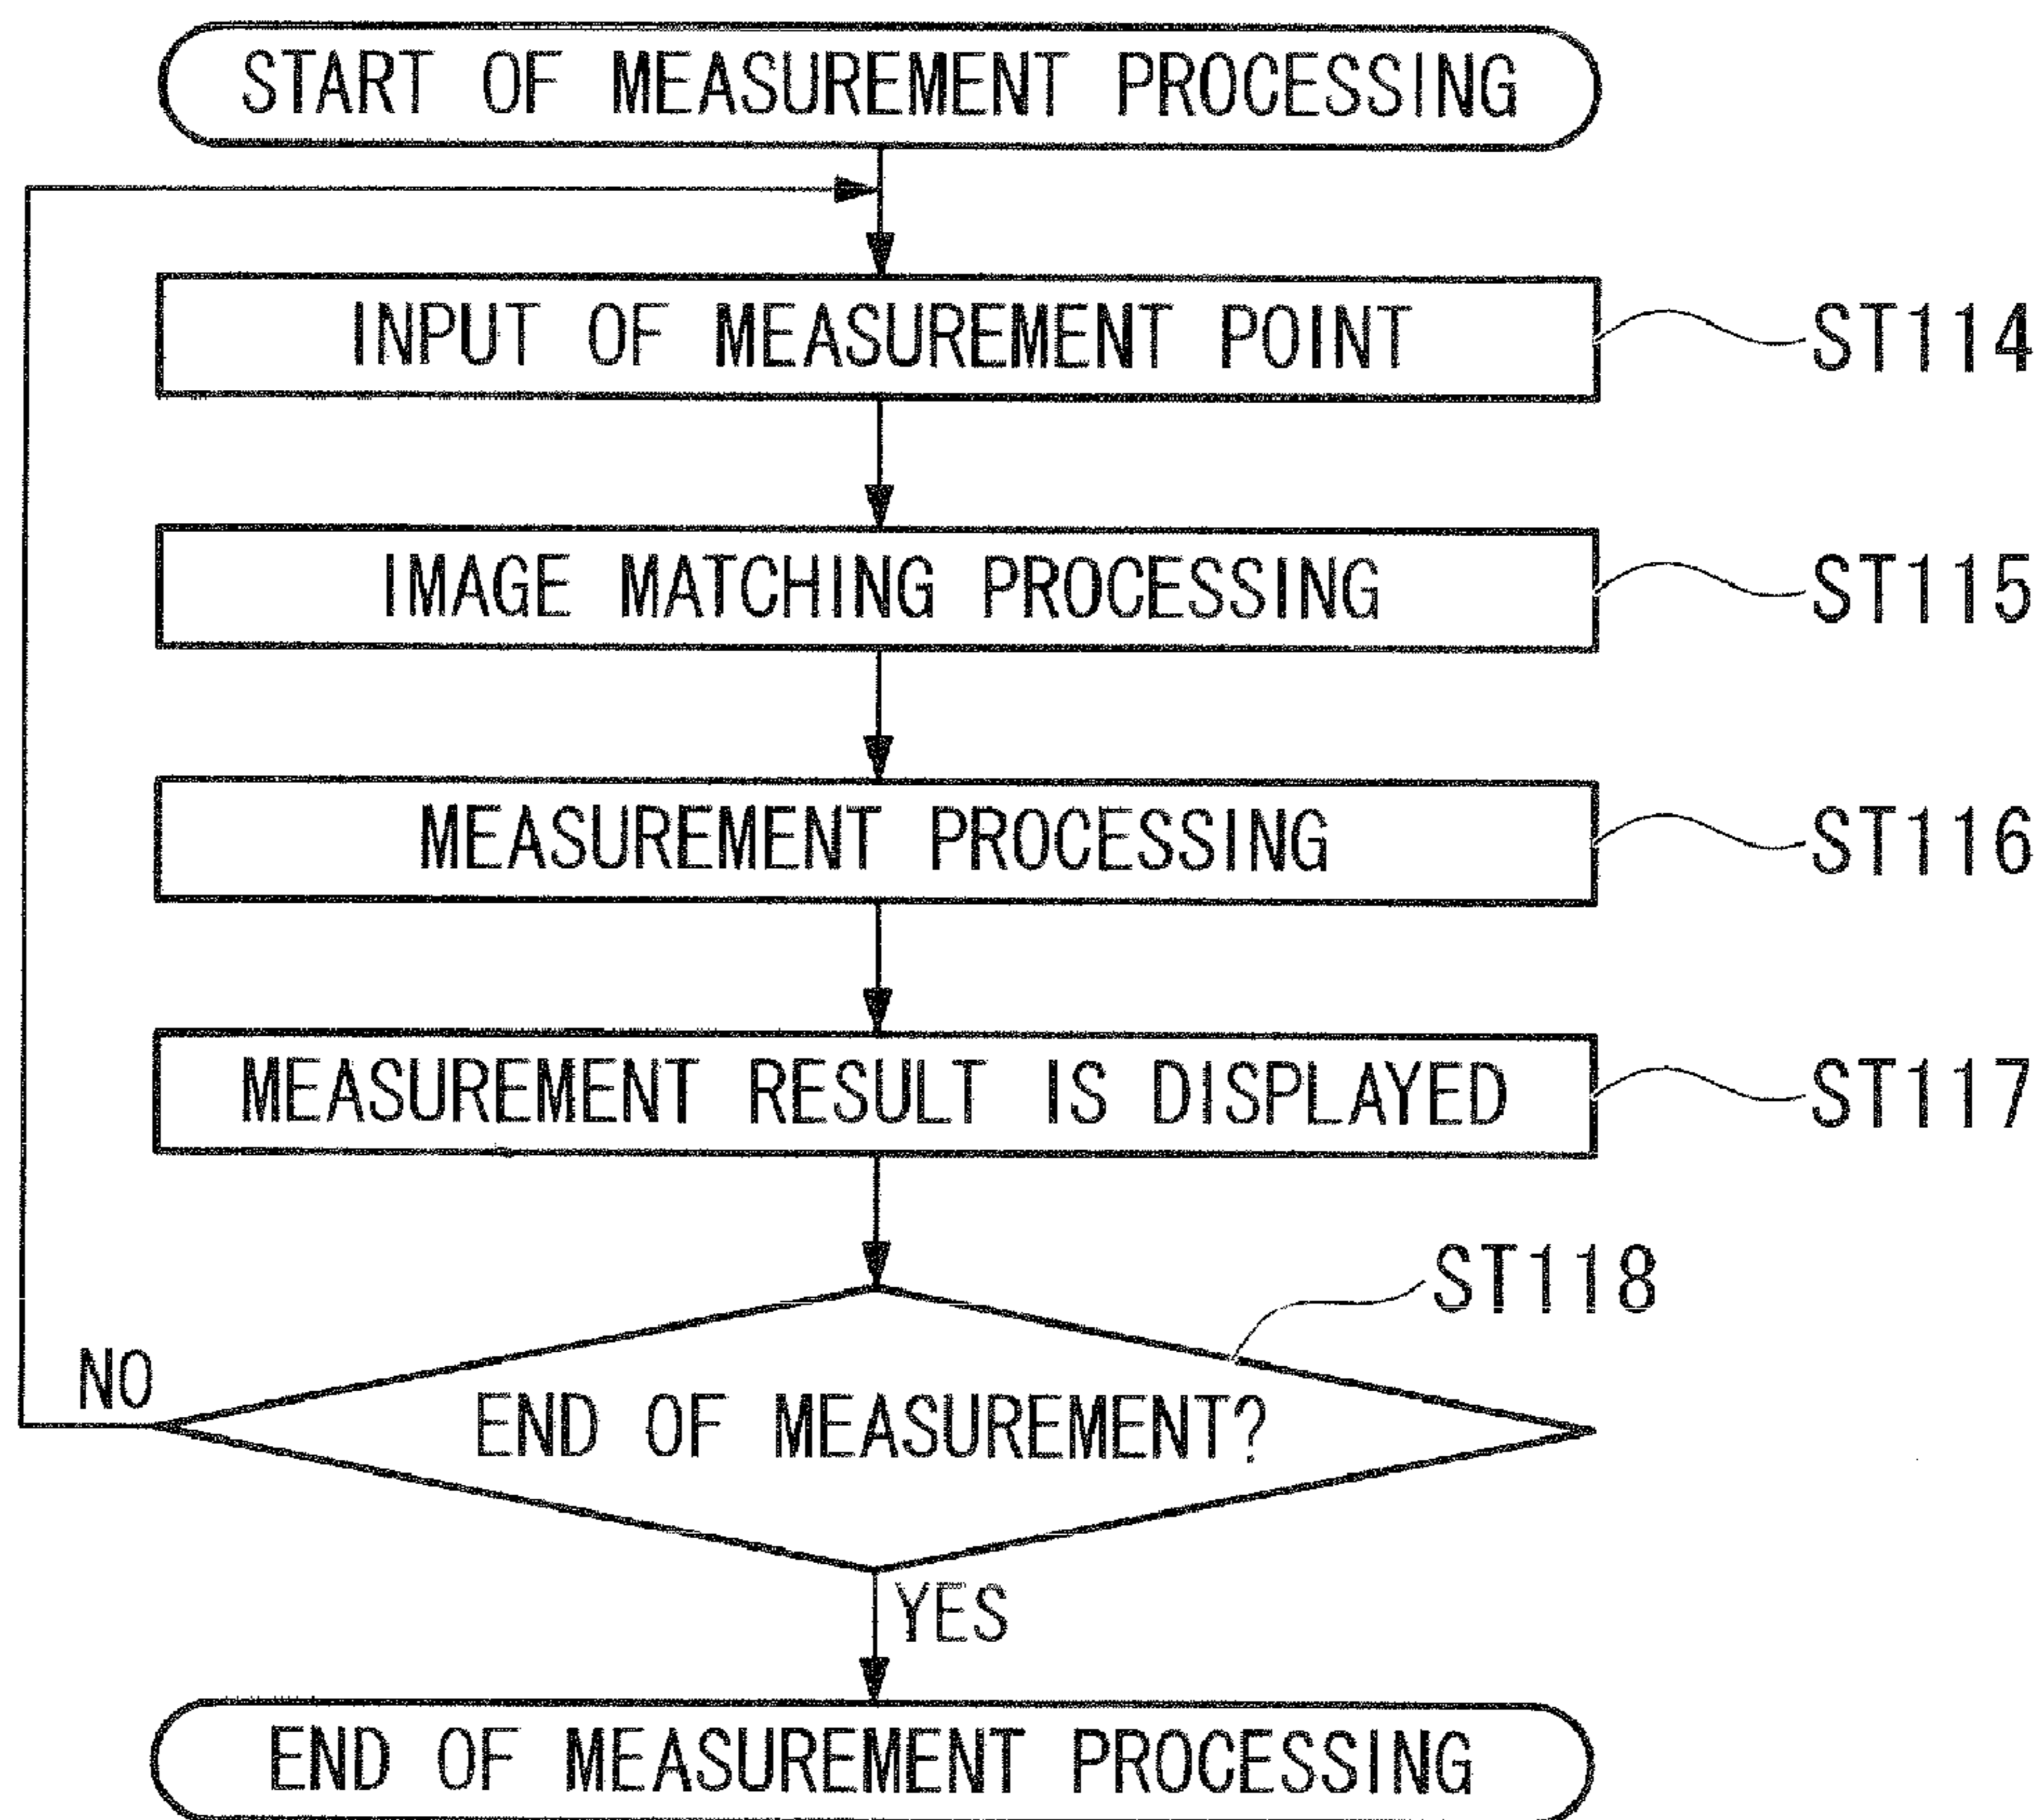 START OF MEASUREMENT PROCESSING
INPUT OF MEASUREMENT POINT
ST114
IMAGE MATCHING PROCESSING
ST115
MEASUREMENT PROCESSING
ST116
MEASUREMENT RESULT IS DISPLAYED
ST117
ST118
NO
END OF MEASUREMENT?
YES
END OF MEASUREMENT PROCESSING